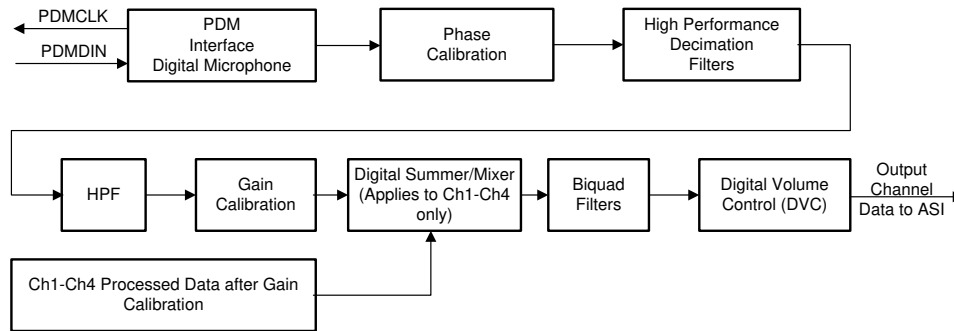 PDMCLK
PDMDIN
PDM
Interface
Digital Microphone
Phase
Calibration
High Performance
Decimation
Filters
HPF
Gain
Calibration
Digital Summer/Mixer
(Applies to Ch1-Ch4
only)
Biquad
Filters
Digital Volume
Control (DVC)
Output
Channel
Data to ASI
Ch1-Ch4 Processed Data after Gain
Calibration